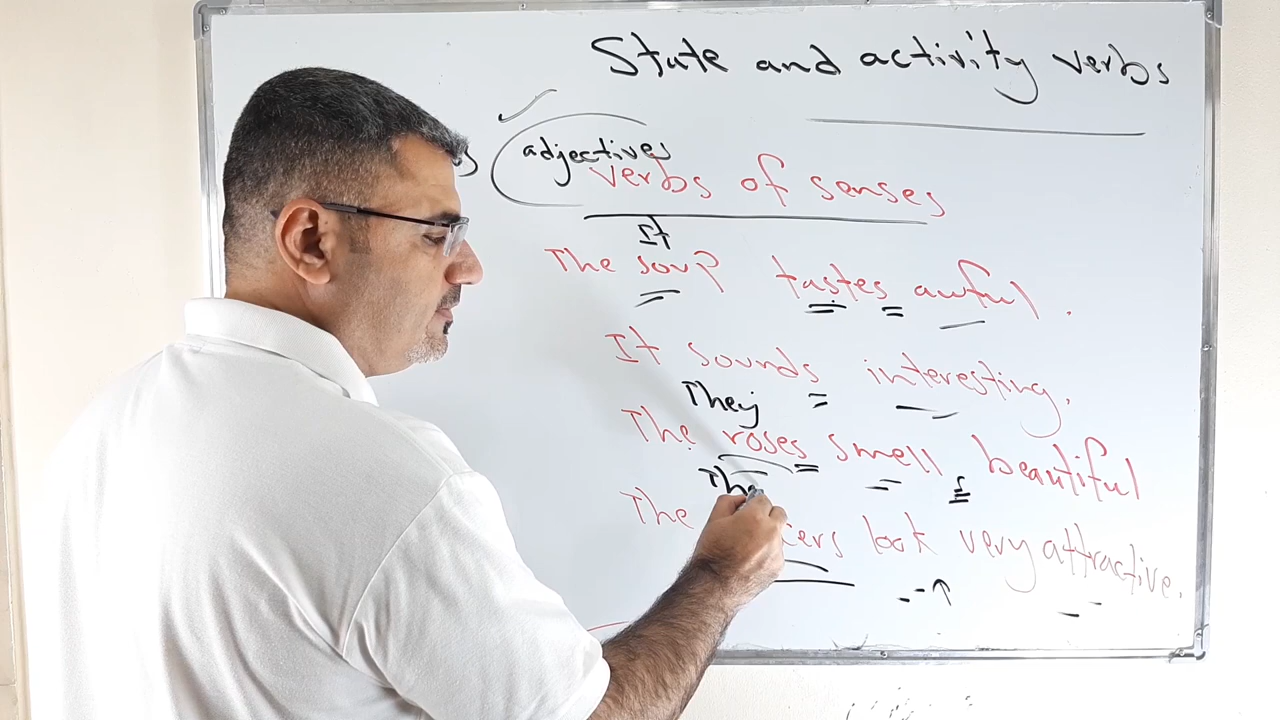 State and activity verbs
adjectives
verbs of senses
It
The soup tastes awful.
It sounds interesting.
They
The roses smell beautiful
The
The look very attractive.